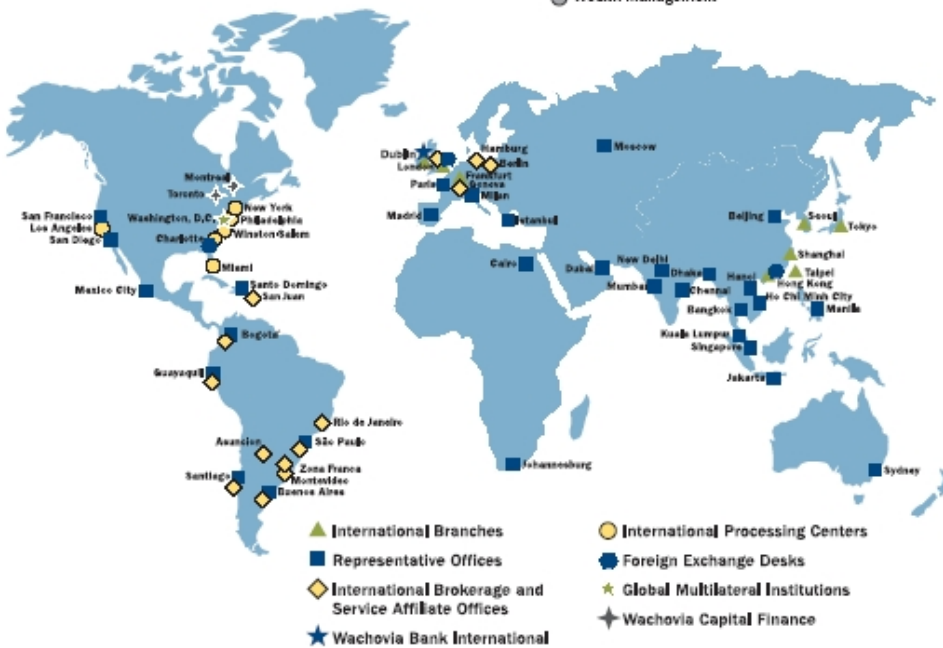 Wealth Management
Montreal
Toronto
New York
Washington, D.C.
Philadelphia
Winston-Salem
San Francisco
Los Angeles
San Diego
Charlotte
Miami
Mexico City
Santo Domingo
San Juan
Bogota
Guayaquil
Rio de Janeiro
São Paulo
Asuncion
Zona Franca
Montevideo
Santiago
Buenos Aires
Dublin
London
Hamburg
Berlin
Frankfurt
Geneva
Paris
Milan
Madrid
Istanbul
Moscow
Cairo
Dubai
New Delhi
Mumbai
Dhaka
Chennai
Beijing
Seoul
Tokyo
Shanghai
Taipei
Hong Kong
Hanoi
Ho Chi Minh City
Bangkok
Manila
Kuala Lumpur
Singapore
Jakarta
Johannesburg
Sydney
International Branches
Representative Offices
International Brokerage and
Service Affiliate Offices
Wachovia Bank International
International Processing Centers
Foreign Exchange Desks
Global Multilateral Institutions
Wachovia Capital Finance